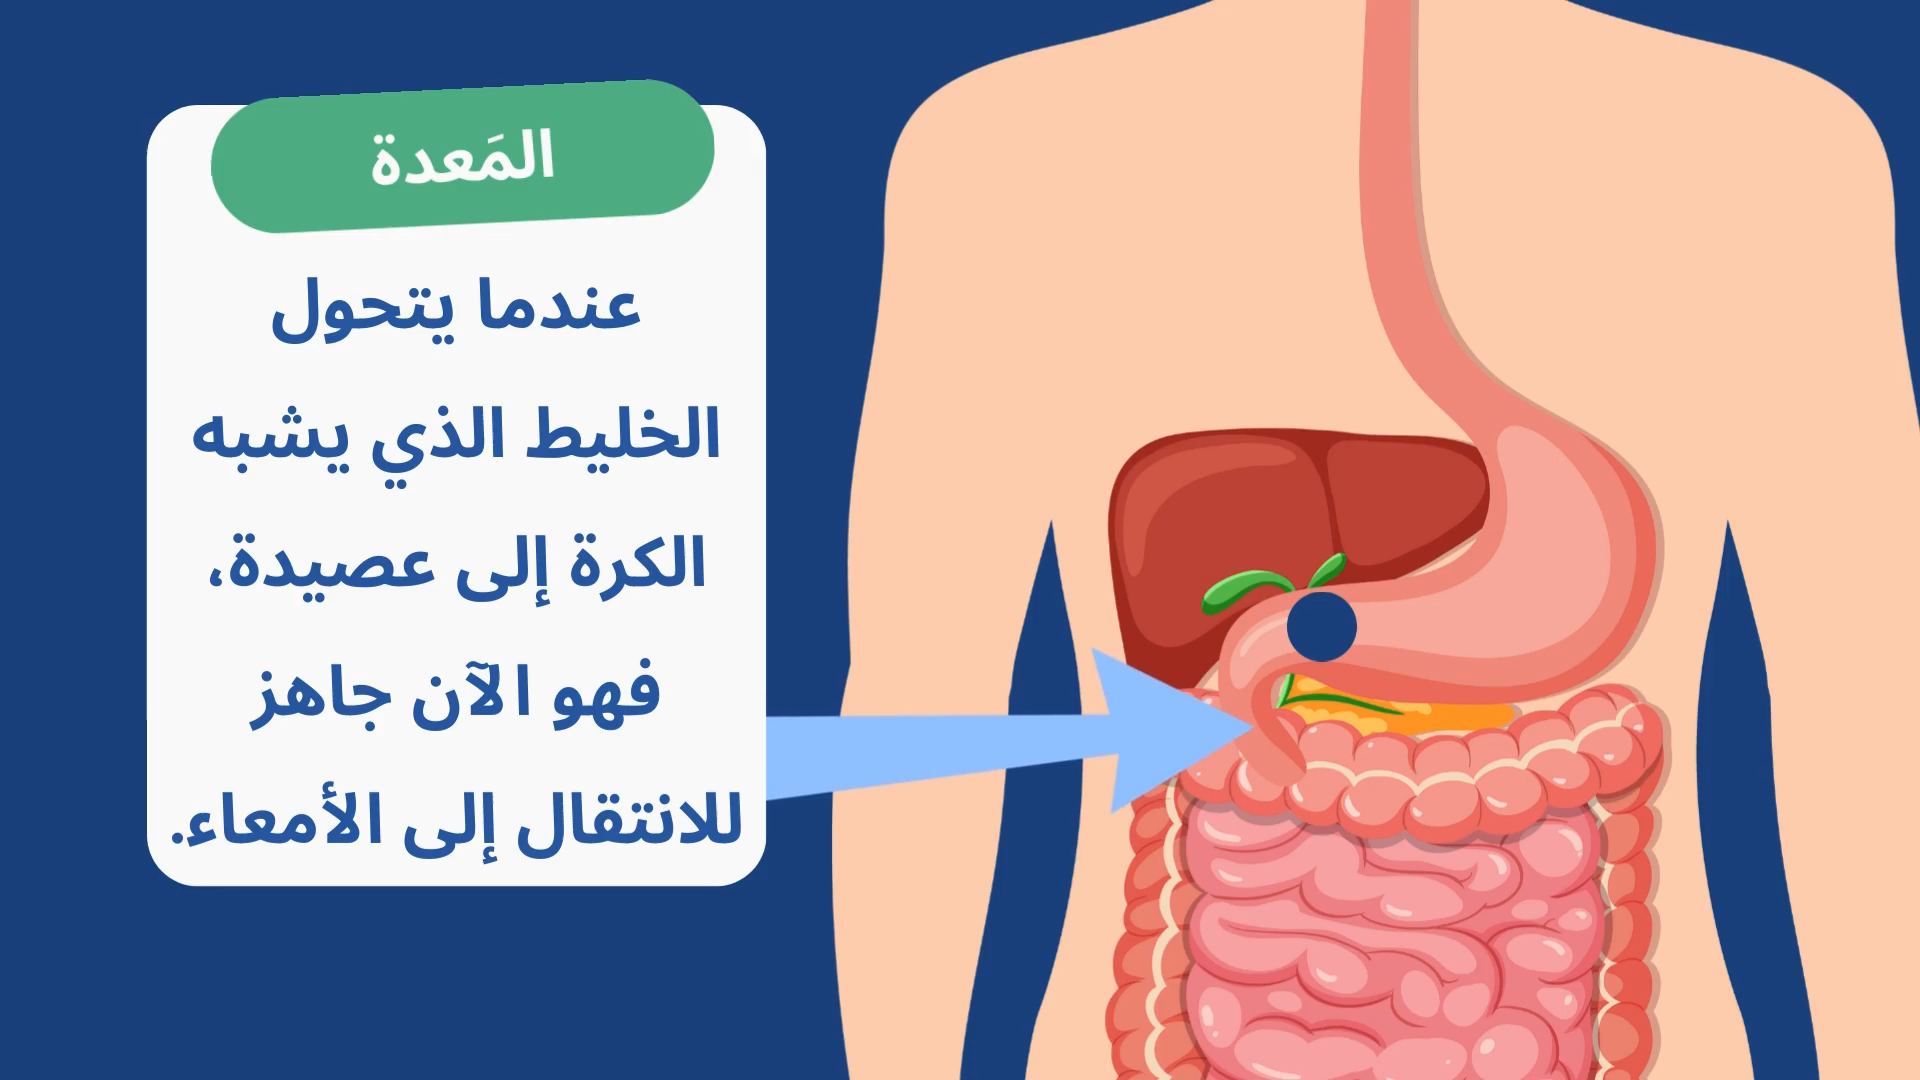 المَعدة
عندما يتحول
الخليط الذي يشبه
الكرة إلى عصيدة،
فهو الآن جاهز
للانتقال إلى الأمعاء.